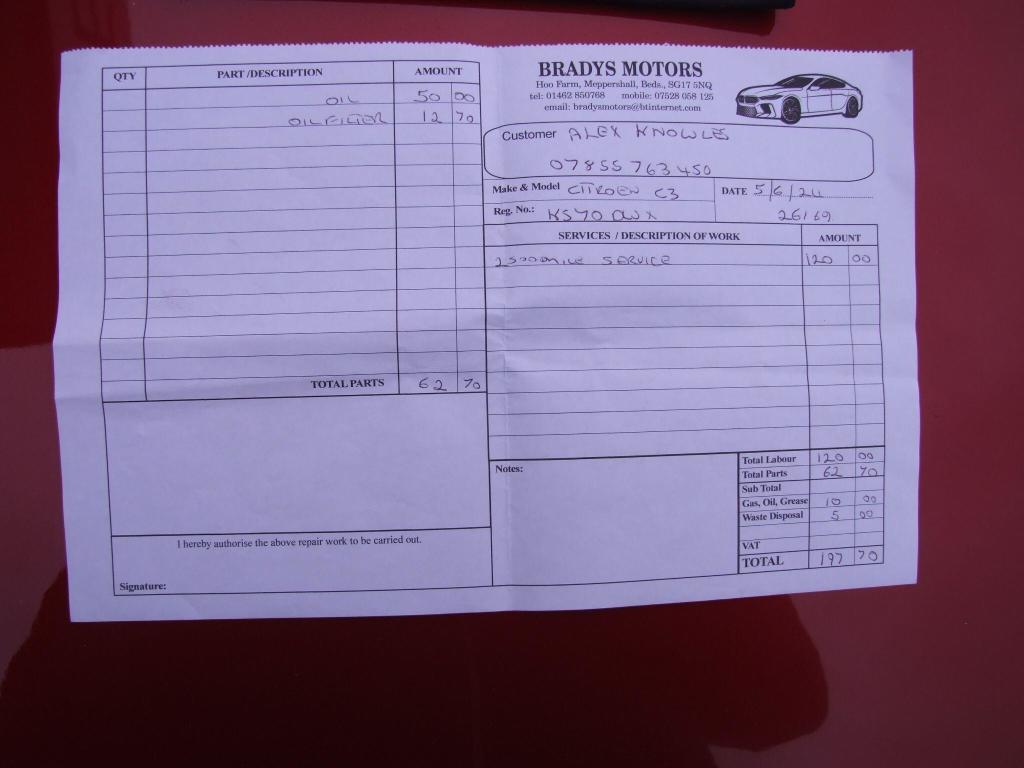 QTY PART /DESCRIPTION AMOUNT
OIL 50 00
OIL FILTER 12 70
TOTAL PARTS 62 70
I hereby authorise the above repair work to be carried out.
Signature:
BRADYS MOTORS
Hoo Farm, Meppershall, Beds., SG17 5NQ
tel: 01462 850768 mobile: 07528 058 125
email: bradysmotors@btinternet.com
Customer ALEX KNOWLES
07855 763450
Make & Model CITROEN C3 DATE 5/6/24
Reg. No.: KS70 26169
SERVICES / DESCRIPTION OF WORK AMOUNT
25000 MILE SERVICE 120 00
Notes:
Total Labour 120 00
Total Parts 62 70
Sub Total
Gas, Oil, Grease 10 00
Waste Disposal 5 00
VAT
TOTAL 197 70